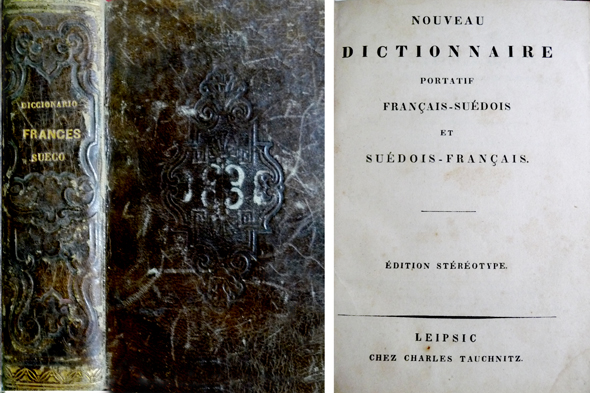 DICCIONARIO
FRANCES
SUECO
NOUVEAU
DICTIONNAIRE
PORTATIF
FRANÇAIS-SUÉDOIS
ET
SUÉDOIS-FRANÇAIS.
ÉDITION STÉRÉOTYPE.
LEIPSIC
CHEZ CHARLES TAUCHNITZ.